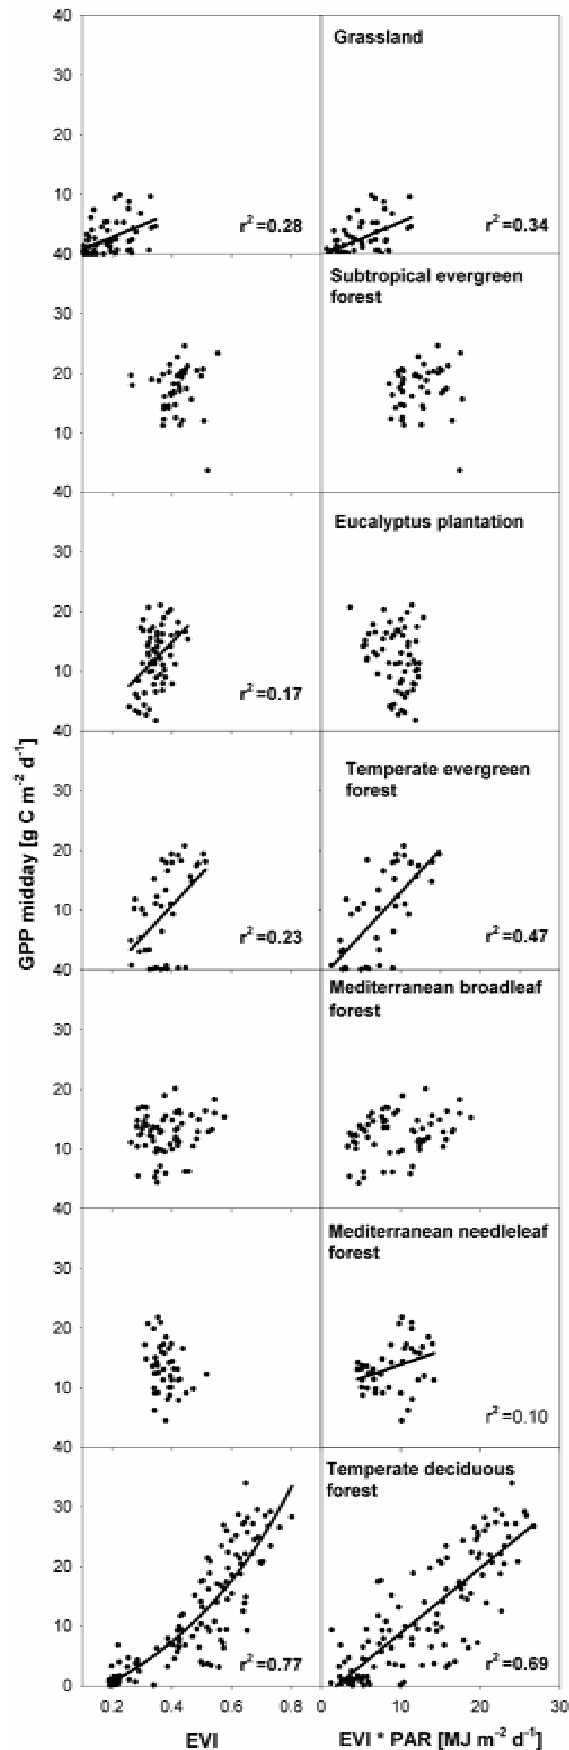 40
Grassland
30
20
10
r²=0.28
r²=0.34
40
Subtropical evergreen
forest
30
20
10
40
Eucalyptus plantation
30
20
10
r²=0.17
40
Temperate evergreen
forest
30
20
10
r²=0.23
r²=0.47
40
Mediterranean broadleaf
forest
30
20
10
40
Mediterranean needleleaf
forest
30
20
10
r²=0.10
40
Temperate deciduous
forest
30
20
10
r²=0.77
r²=0.69
0
0.2 0.4 0.6 0.8 0 10 20 30
EVI
EVI * PAR [MJ m⁻² d⁻¹]
GPP midday [g C m⁻² d⁻¹]